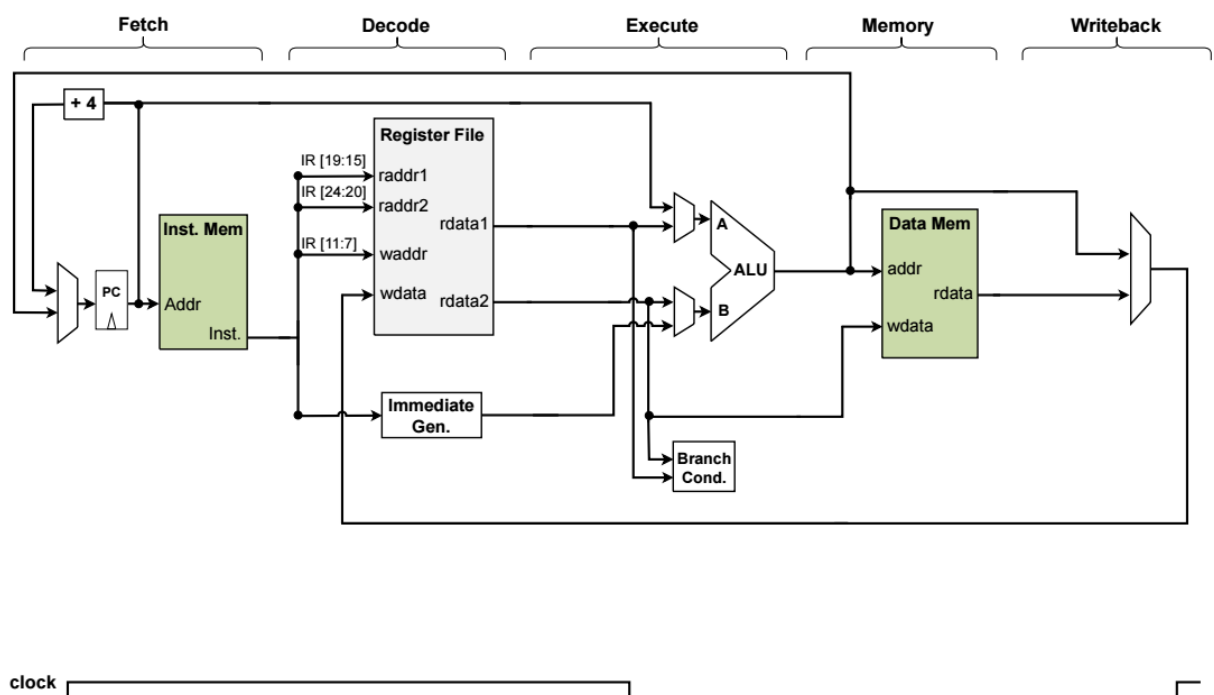 Fetch
Decode
Execute
Memory
Writeback
+ 4
Register File
IR [19:15]
raddr1
IR [24:20]
raddr2
rdata1
IR [11:7]
waddr
wdata
rdata2
Inst. Mem
PC
Addr
Inst.
A
ALU
B
Data Mem
addr
rdata
wdata
Immediate
Gen.
Branch
Cond.
clock